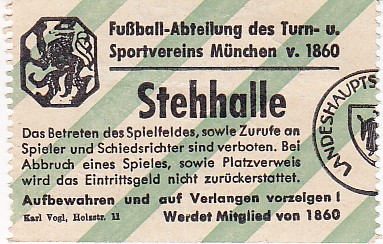 Fußball-Abteilung des Turn- u.
Sportvereins München v. 1860
Stehhalle
Das Betreten des Spielfeldes, sowie Zurufe an
Spieler und Schiedsrichter sind verboten. Bei
Abbruch eines Spieles, sowie Platzverweis
wird das Eintrittsgeld nicht zurückerstattet.
Aufbewahren und auf Verlangen vorzeigen !
Karl Vogl, Holzstr. 11 Werdet Mitglied von 1860
LANDESHAUPTS